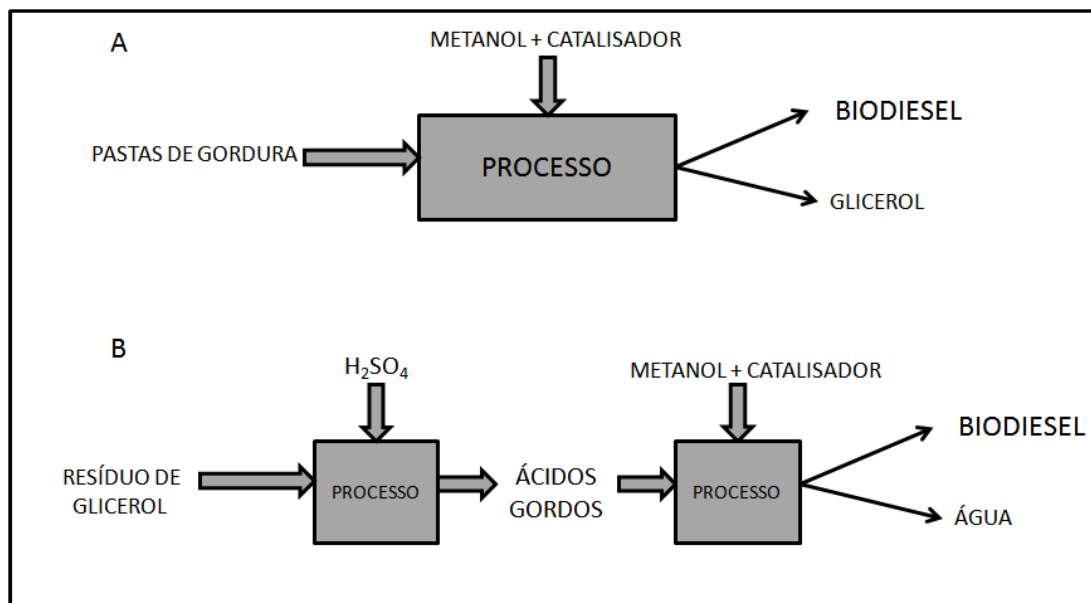 A
METANOL + CATALISADOR
BIODIESEL
PASTAS DE GORDURA
PROCESSO
GLICEROL
B
H₂SO₄
METANOL + CATALISADOR
BIODIESEL
RESÍDUO DE
GLICEROL
PROCESSO
ÁCIDOS
GORDOS
PROCESSO
ÁGUA